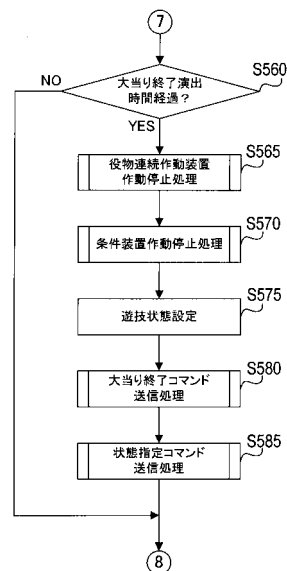 7
S560
大当り終了演出
時間経過?
NO
YES
S565
役物連続作動装置
作動停止処理
S570
条件装置作動停止処理
S575
遊技状態設定
S580
大当り終了コマンド
送信処理
S585
状態指定コマンド
送信処理
8